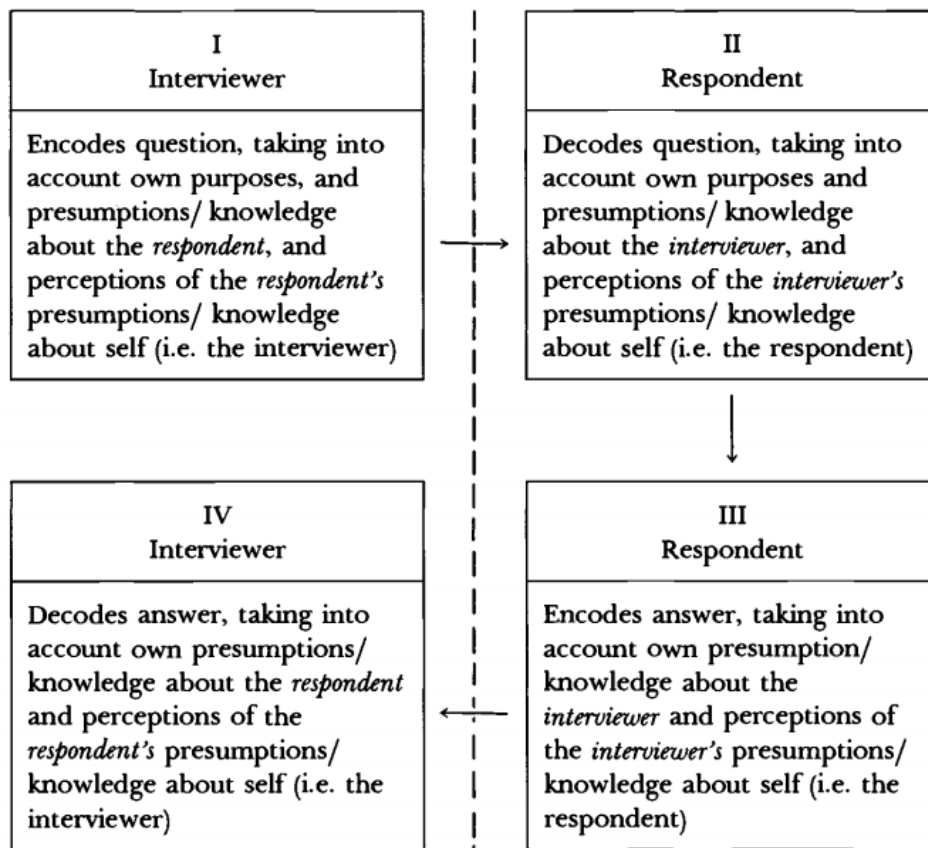 I
Interviewer
Encodes question, taking into
account own purposes, and
presumptions/ knowledge
about the respondent, and
perceptions of the respondent's
presumptions/ knowledge
about self (i.e. the interviewer)
II
Respondent
Decodes question, taking into
account own purposes and
presumptions/ knowledge
about the interviewer, and
perceptions of the interviewer's
presumptions/ knowledge
about self (i.e. the respondent)
III
Respondent
Encodes answer, taking into
account own presumption/
knowledge about the
interviewer and perceptions of
the interviewer's presumptions/
knowledge about self (i.e. the
respondent)
IV
Interviewer
Decodes answer, taking into
account own presumptions/
knowledge about the respondent
and perceptions of the
respondent's presumptions/
knowledge about self (i.e. the
interviewer)